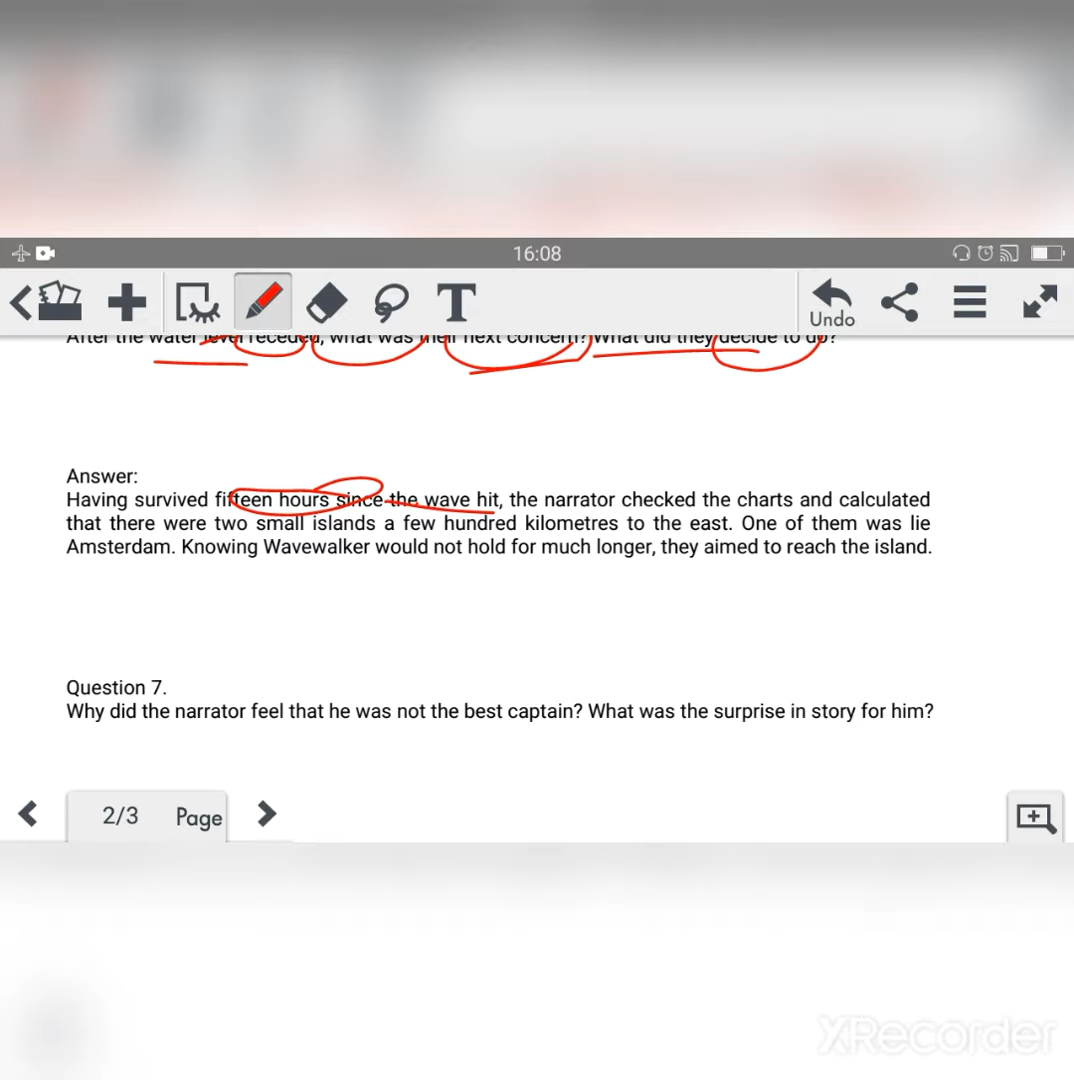 16:08
Undo
After the water level receded, what was their next concern? What did they decide to do?
Answer:
Having survived fifteen hours since the wave hit, the narrator checked the charts and calculated
that there were two small islands a few hundred kilometres to the east. One of them was lie
Amsterdam. Knowing Wavewalker would not hold for much longer, they aimed to reach the island.
Question 7.
Why did the narrator feel that he was not the best captain? What was the surprise in story for him?
2/3 Page
XRecorder